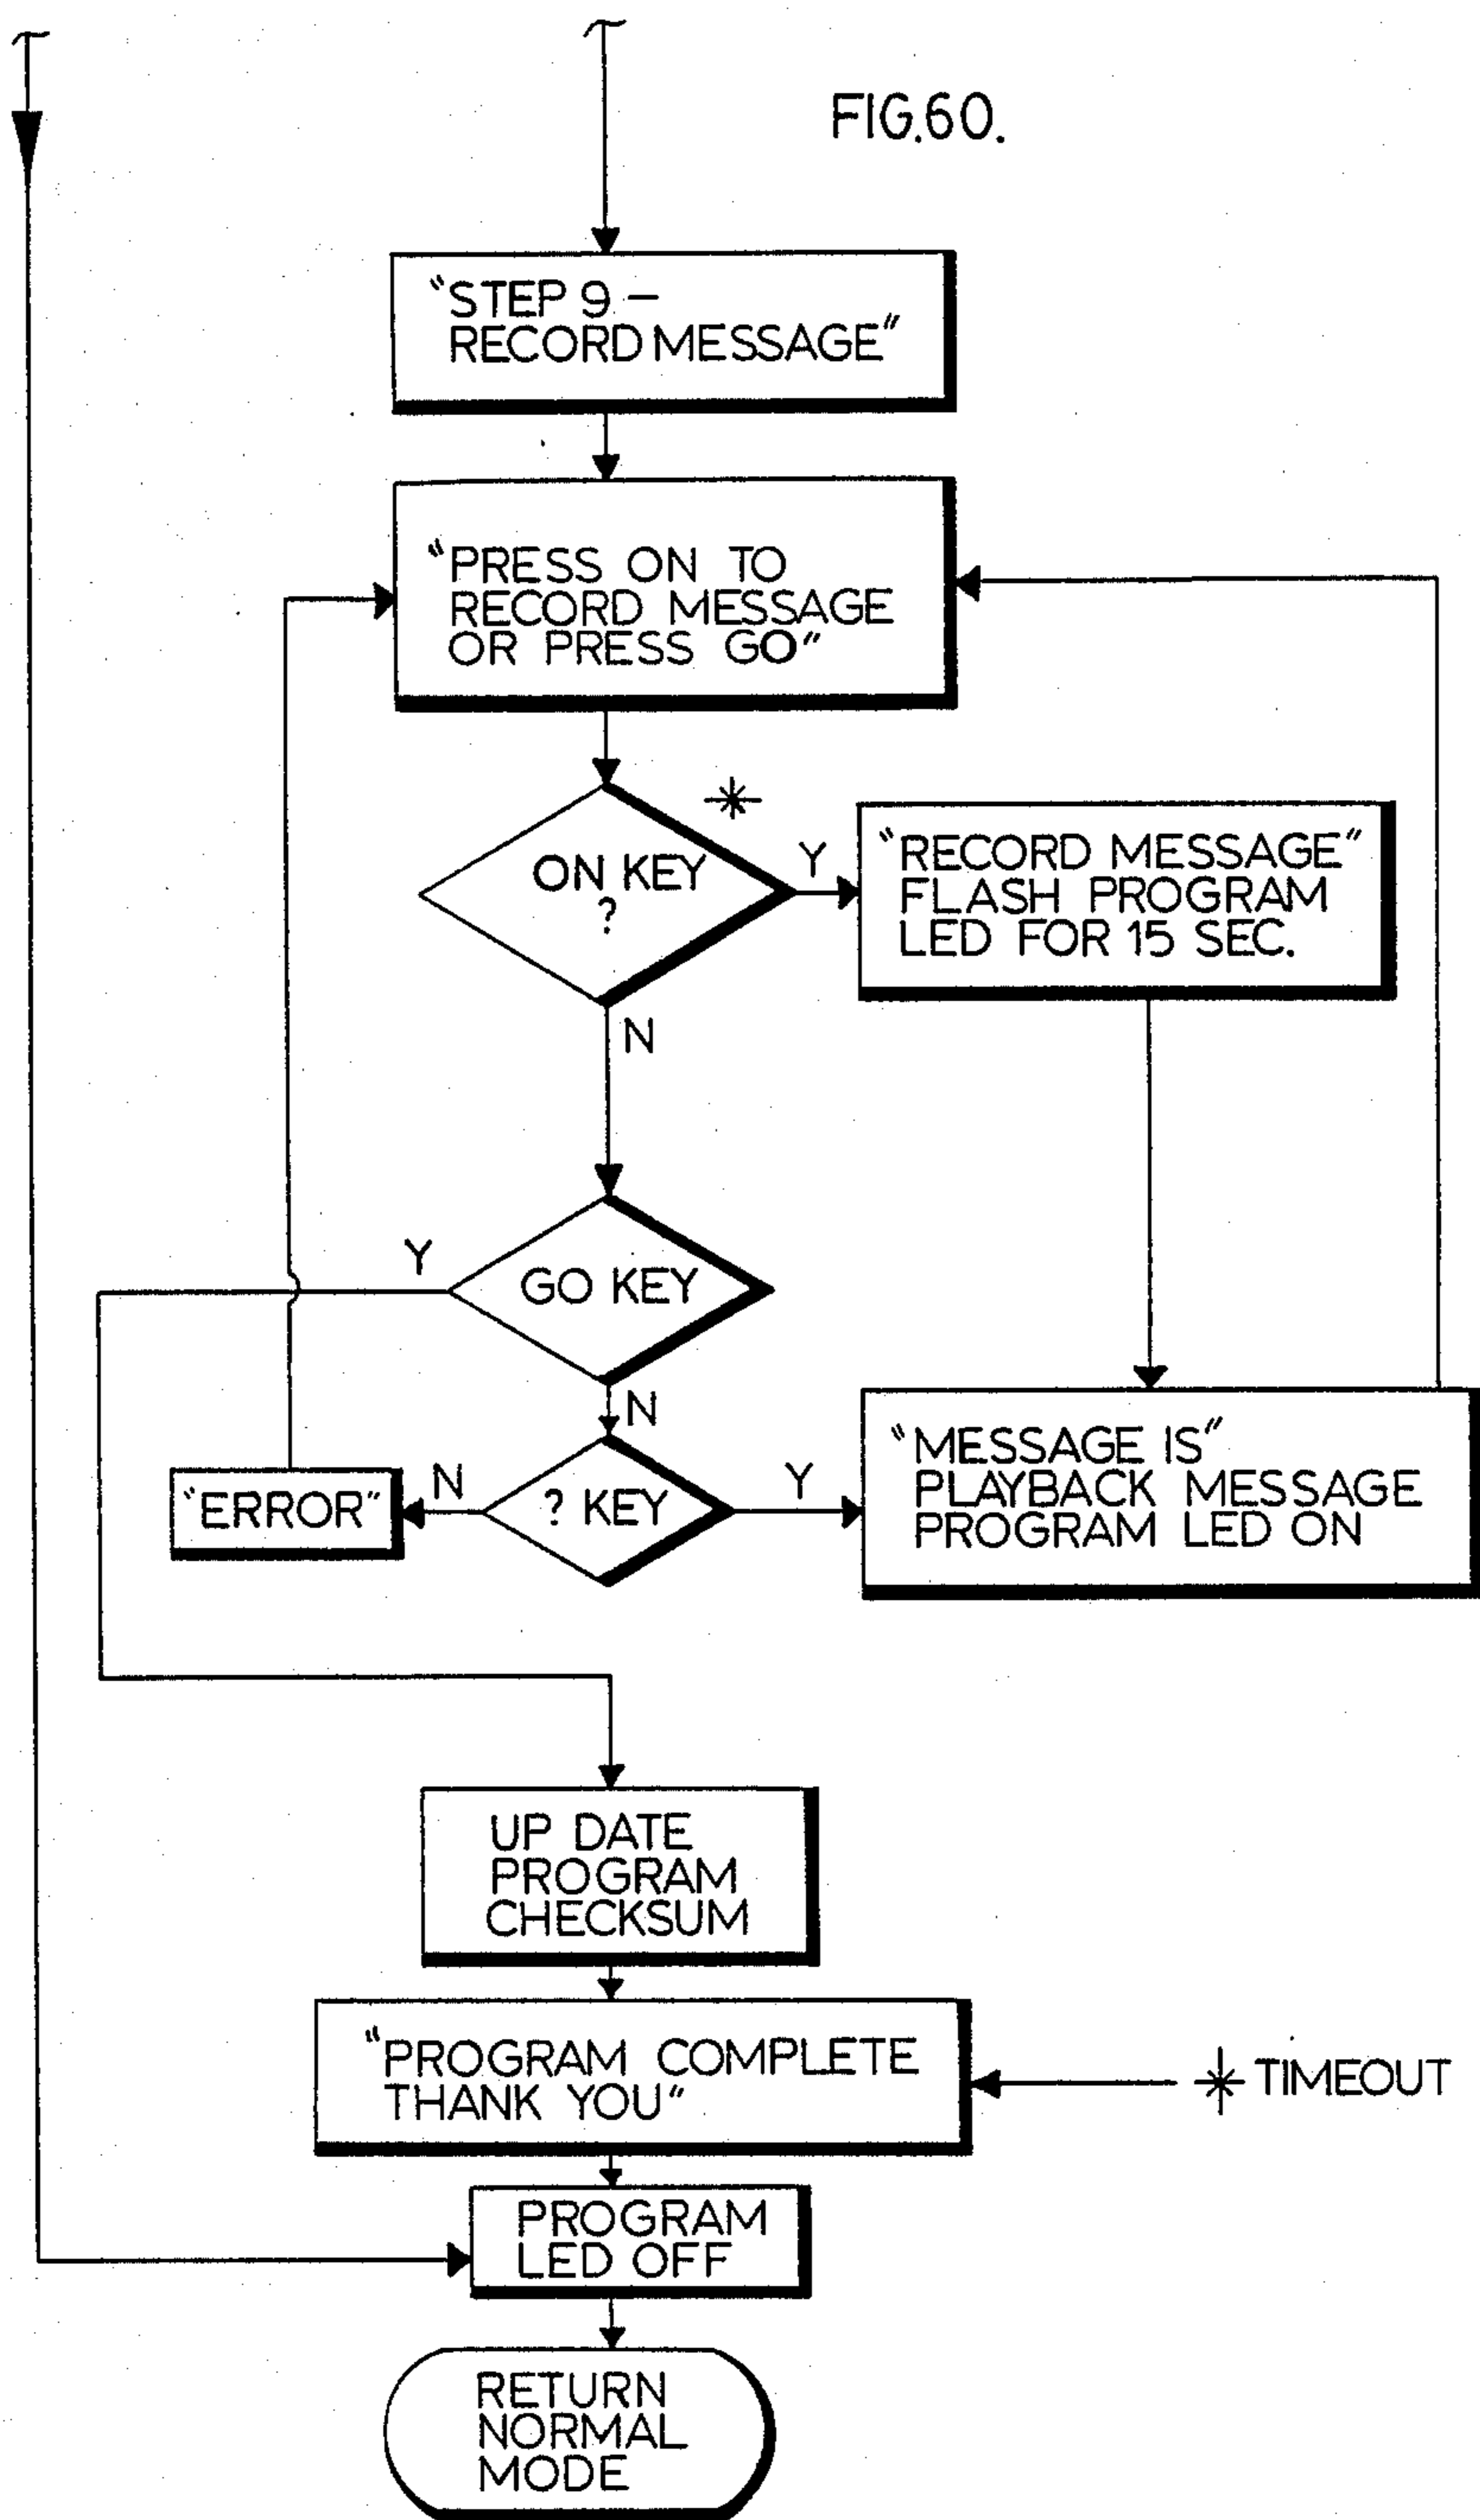 FIG.60.
"STEP 9 –
RECORD MESSAGE"
"PRESS ON TO
RECORD MESSAGE
OR PRESS GO"
*
ON KEY
?
Y
"RECORD MESSAGE"
FLASH PROGRAM
LED FOR 15 SEC.
N
Y
GO KEY
N
"ERROR"
N
? KEY
Y
"MESSAGE IS"
PLAYBACK MESSAGE
PROGRAM LED ON
UP DATE
PROGRAM
CHECKSUM
"PROGRAM COMPLETE
THANK YOU"
* TIMEOUT
PROGRAM
LED OFF
RETURN
NORMAL
MODE